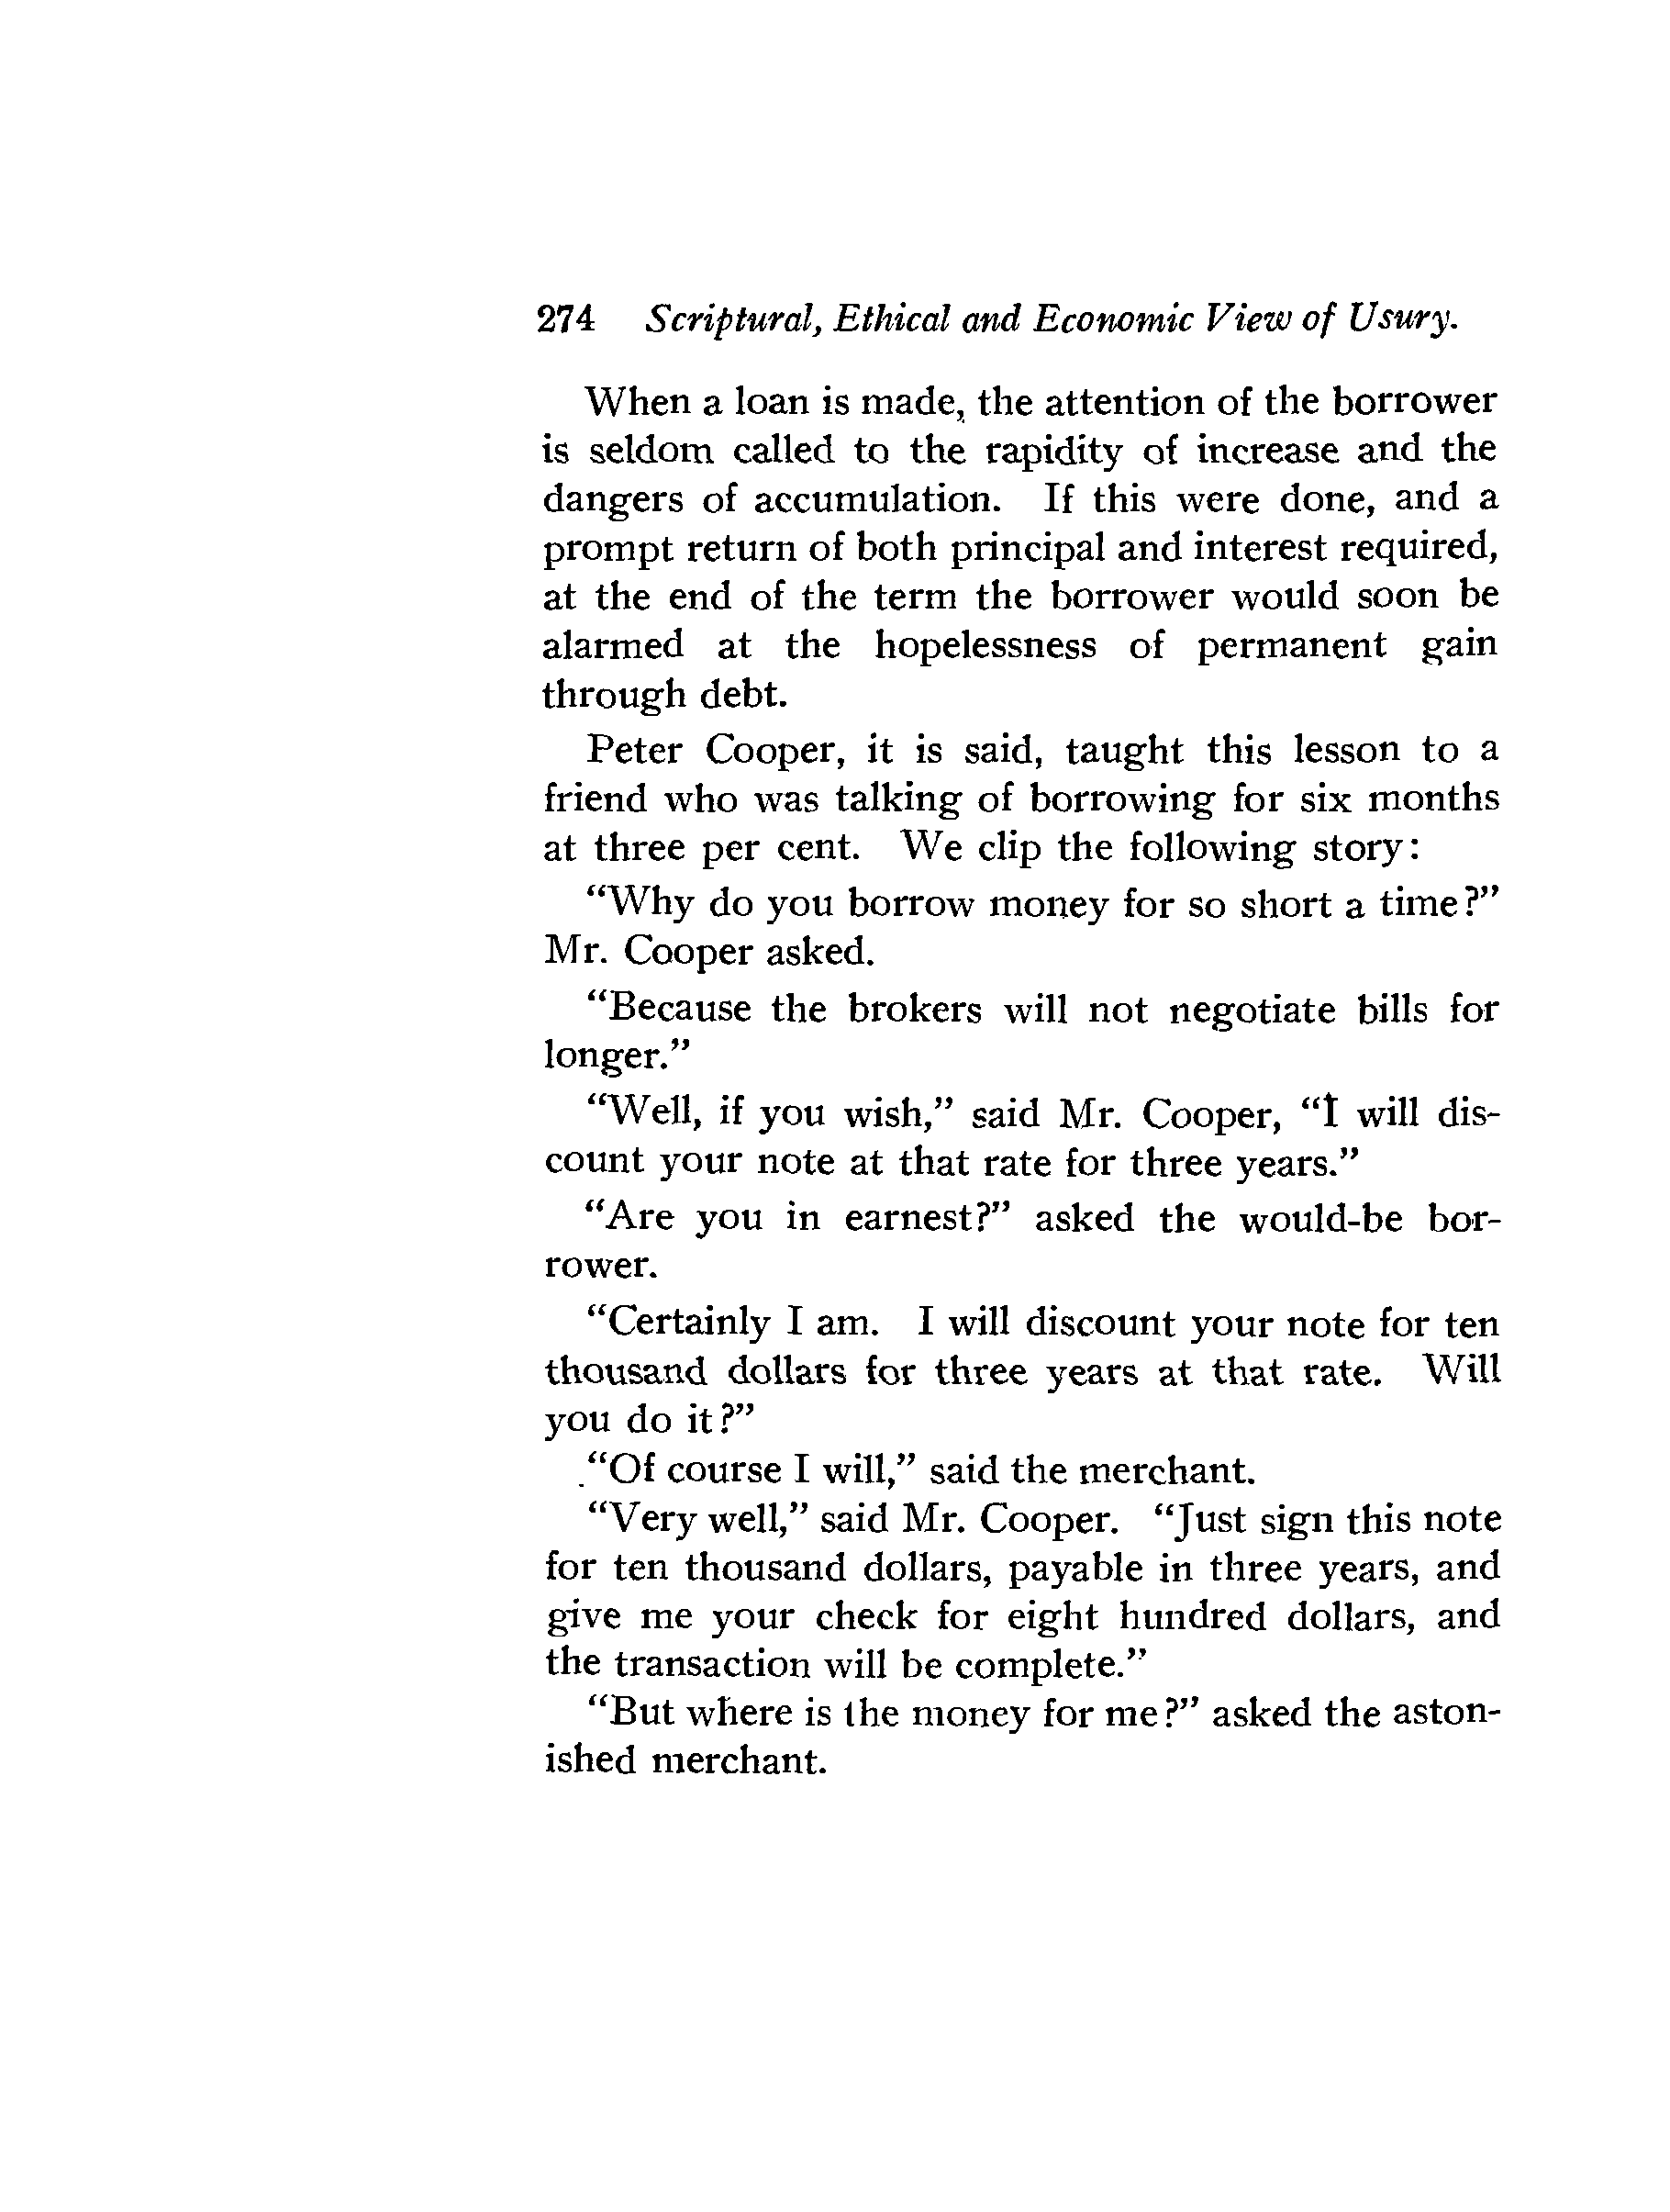 274 Scriptural, Ethical and Economic View of Usury.
When a loan is made, the attention of the borrower
is seldom called to the rapidity of increase and the
dangers of accumulation. If this were done, and a
prompt return of both principal and interest required,
at the end of the term the borrower would soon be
alarmed at the hopelessness of permanent gain
through debt.
Peter Cooper, it is said, taught this lesson to a
friend who was talking of borrowing for six months
at three per cent. We clip the following story:
“Why do you borrow money for so short a time?”
Mr. Cooper asked.
“Because the brokers will not negotiate bills for
longer.”
“Well, if you wish,” said Mr. Cooper, “I will dis-
count your note at that rate for three years.”
“Are you in earnest?” asked the would-be bor-
rower.
“Certainly I am. I will discount your note for ten
thousand dollars for three years at that rate. Will
you do it?”
“Of course I will,” said the merchant.
“Very well,” said Mr. Cooper. “Just sign this note
for ten thousand dollars, payable in three years, and
give me your check for eight hundred dollars, and
the transaction will be complete.”
“But where is the money for me?” asked the aston-
ished merchant.